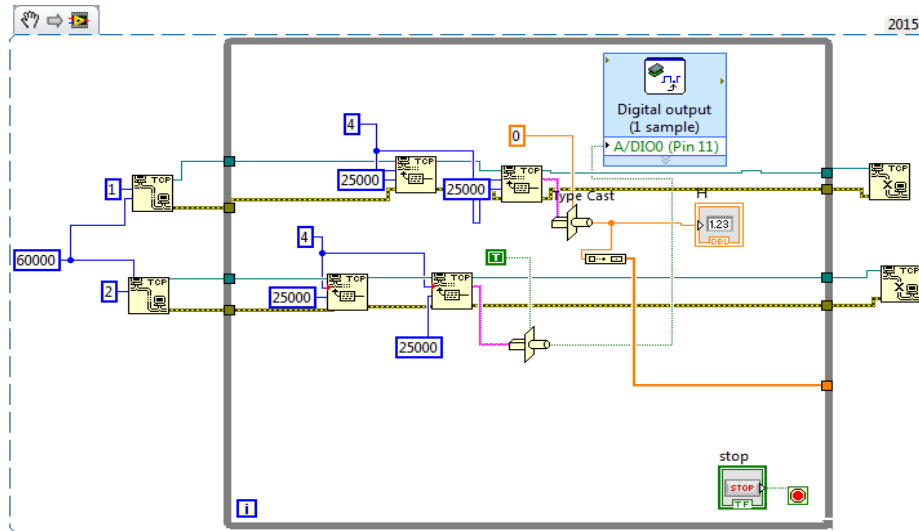 2015
Digital output
(1 sample)
A/DIO0 (Pin 11)
4
0
TCP
TCP
TCP
TCP
25000
25000
1
Type Cast
H
1.23
DBL
4
T
60000
TCP
TCP
TCP
TCP
2
25000
25000
stop
STOP
TF
i